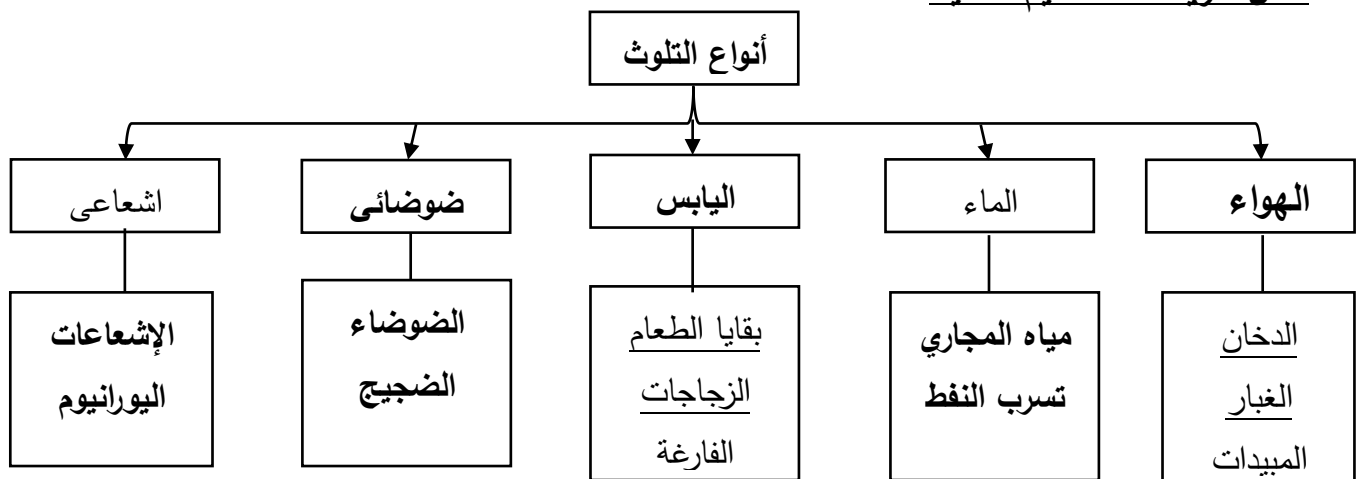 أنواع التلوث
الهواء
الماء
اليابس
ضوضائى
اشعاعى
الدخان
الغبار
المبيدات
مياه المجاري
تسرب النفط
بقايا الطعام
الزجاجات
الفارغة
الضوضاء
الضجيج
الإشعاعات
اليورانيوم